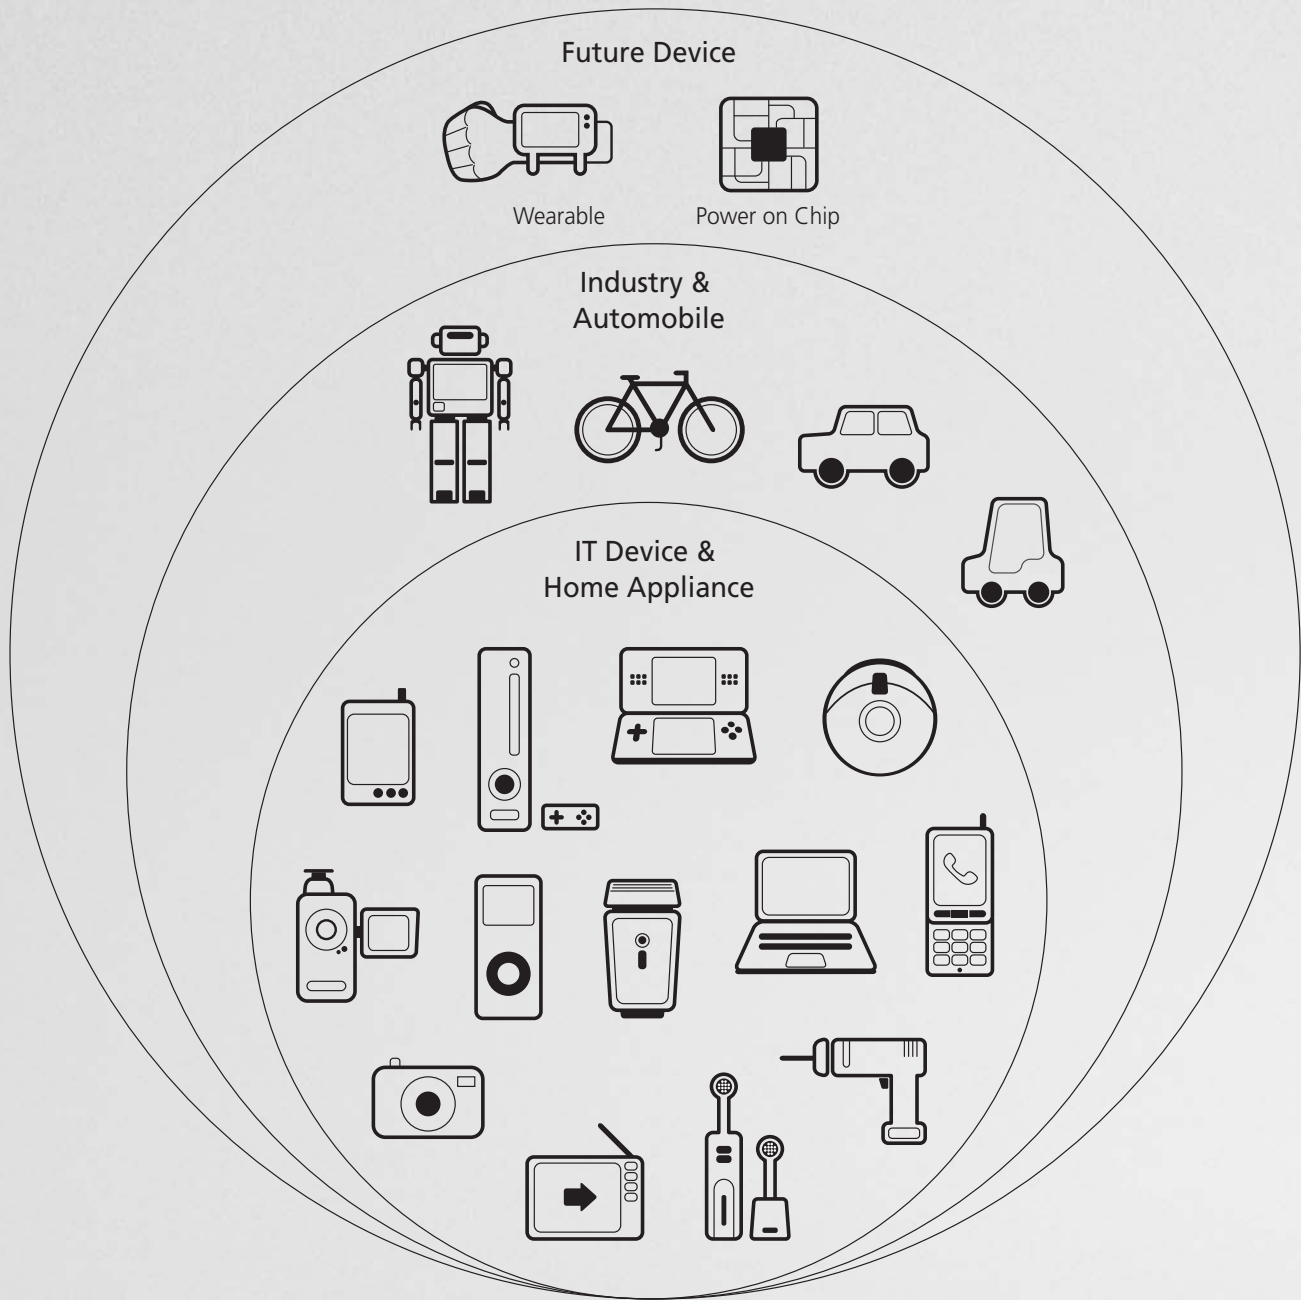 Future Device
Wearable
Power on Chip
Industry &
Automobile
IT Device &
Home Appliance